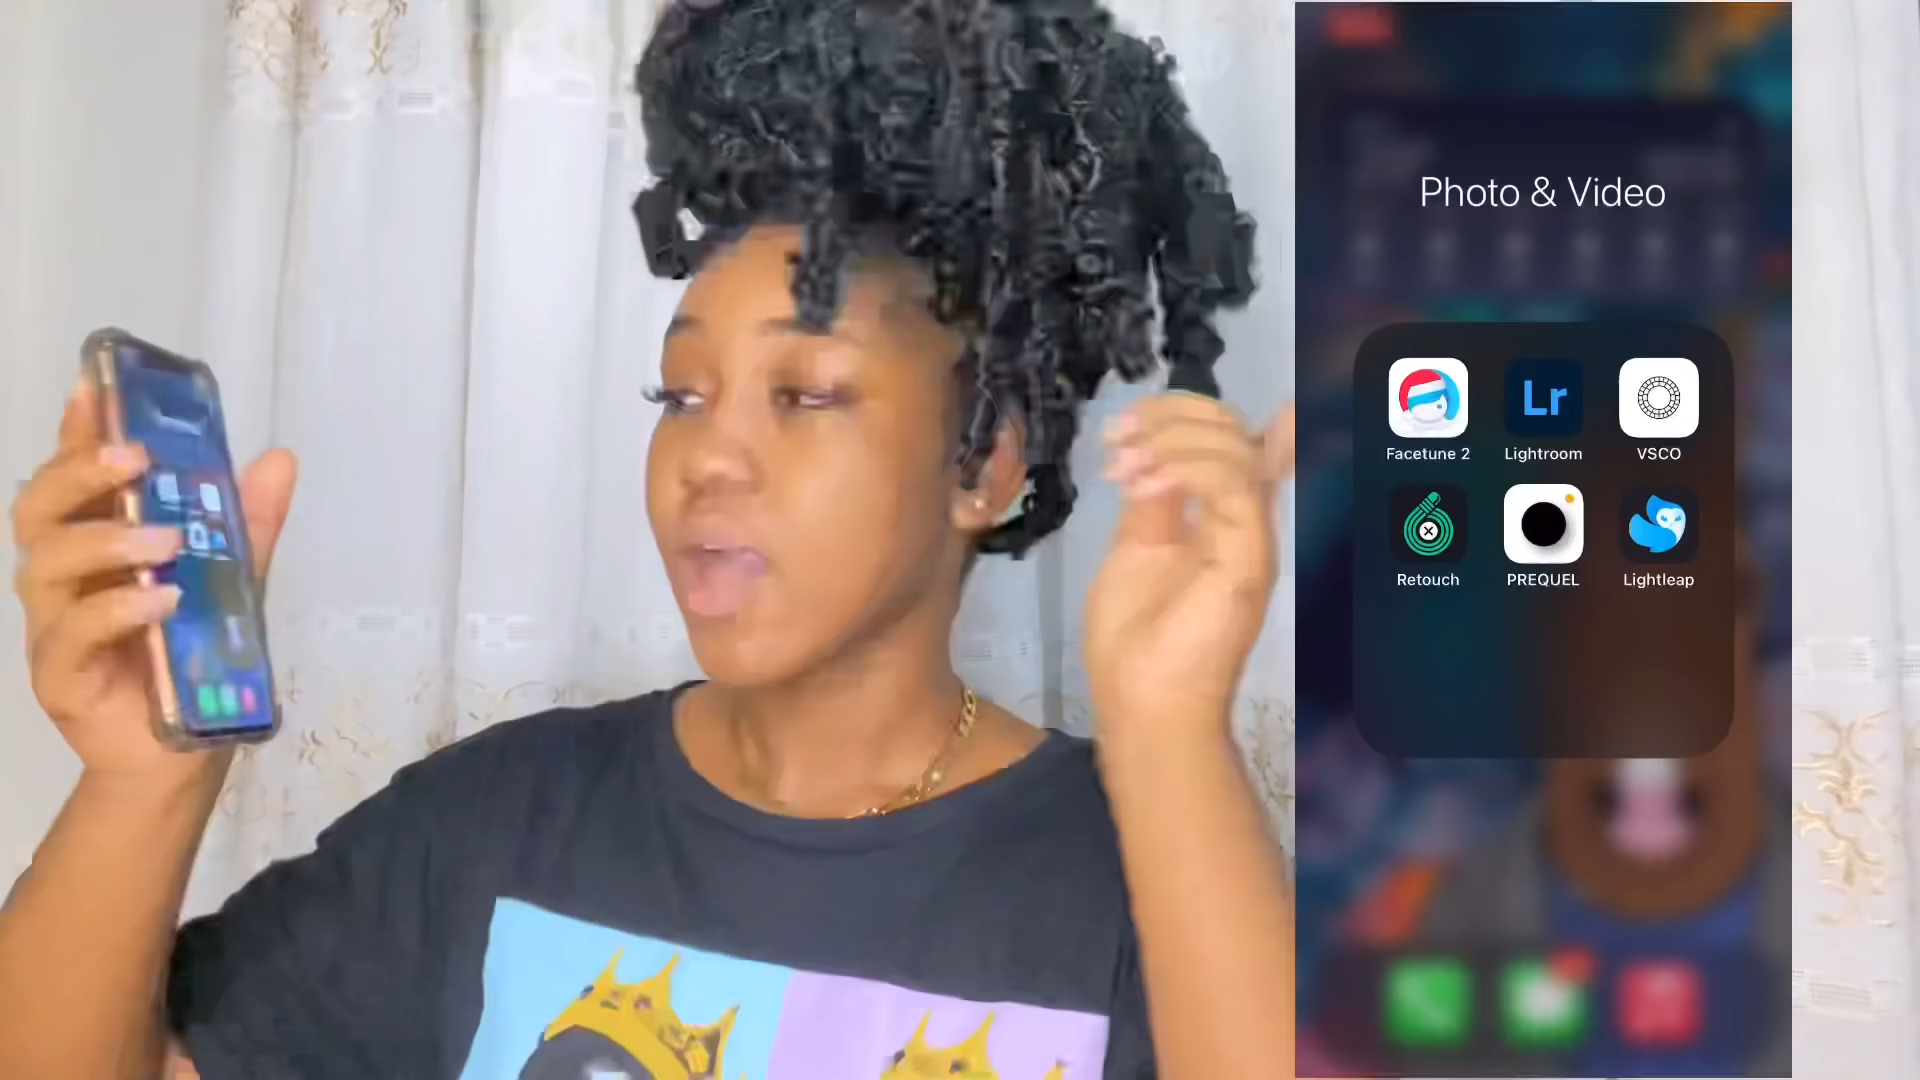 Photo & Video
Facetune 2
Lr
Lightroom
VSCO
Retouch
PREQUEL
Lightleap